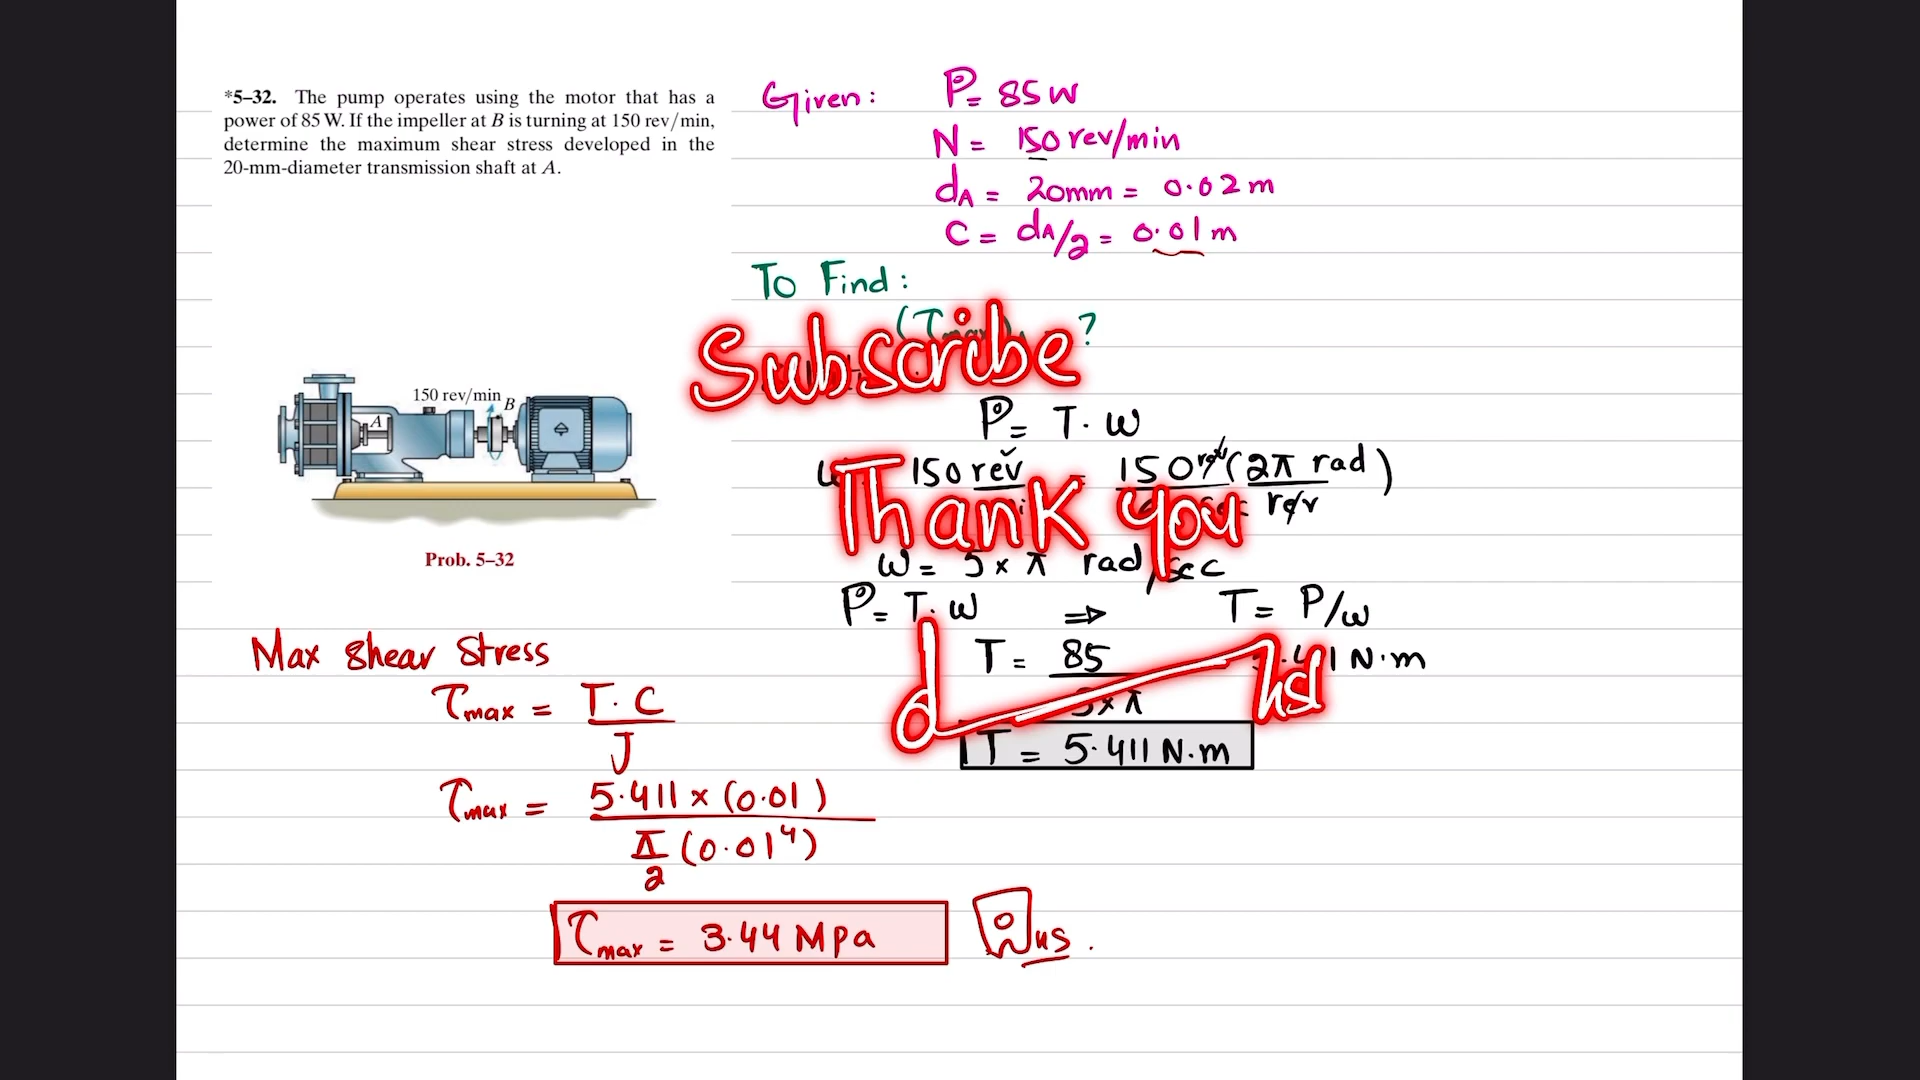 *5–32. The pump operates using the motor that has a
power of 85 W. If the impeller at B is turning at 150 rev/min,
determine the maximum shear stress developed in the
20-mm-diameter transmission shaft at A.
150 rev/min
B
A
Prob. 5–32
Given: P = 85 W
N = 150 rev/min
dA = 20mm = 0.02 m
C = dA/2 = 0.01 m
To Find:
(τmax) ?
Subscribe
P = T. ω
150 rev = 150 rev (2π rad)
rev
Thank you
ω = 5 × π rad/sec
P = T. ω ⇒ T = P/ω
T = 85 N.m
5×π
T = 5.411 N.m
Max Shear Stress
τmax = T. C
J
τmax = 5.411 × (0.01)
π/2 (0.01⁴)
τmax = 3.44 MPa